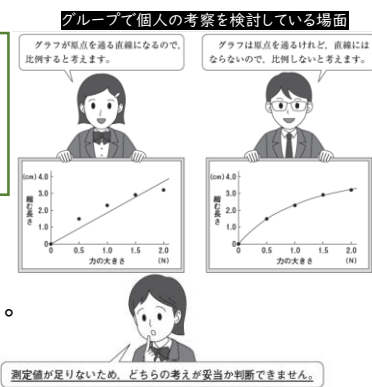 グループで個人の考察を検討している場面
グラフが原点を通る直線になるので,
比例すると考えます。
グラフは原点を通るけれど,直線には
ならないので,比例しないと考えます。
(cm) 4.0
3.0
2.0
1.0
0
縮む長さ
0 0.5 1.0 1.5 2.0
力の大きさ (N)
(cm) 4.0
3.0
2.0
1.0
0
縮む長さ
0 0.5 1.0 1.5 2.0
力の大きさ (N)
。
測定値が足りないため,どちらの考えが妥当か判断できません。